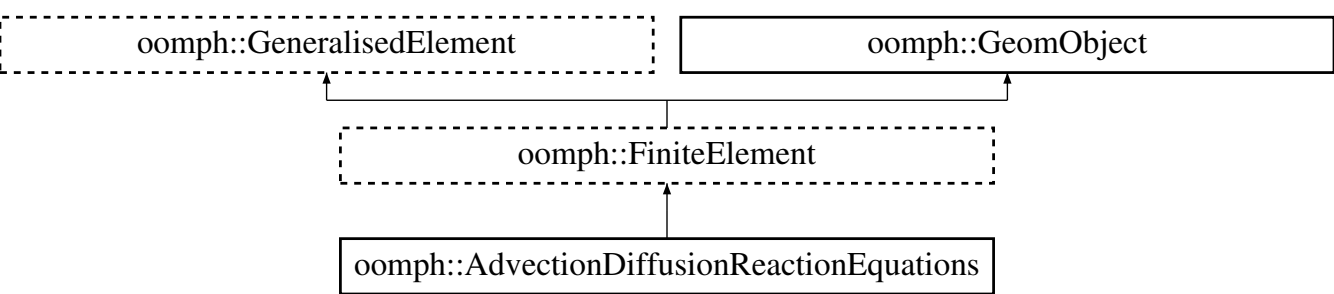 oomph::GeneralisedElement
oomph::GeomObject
oomph::FiniteElement
oomph::AdvectionDiffusionReactionEquations